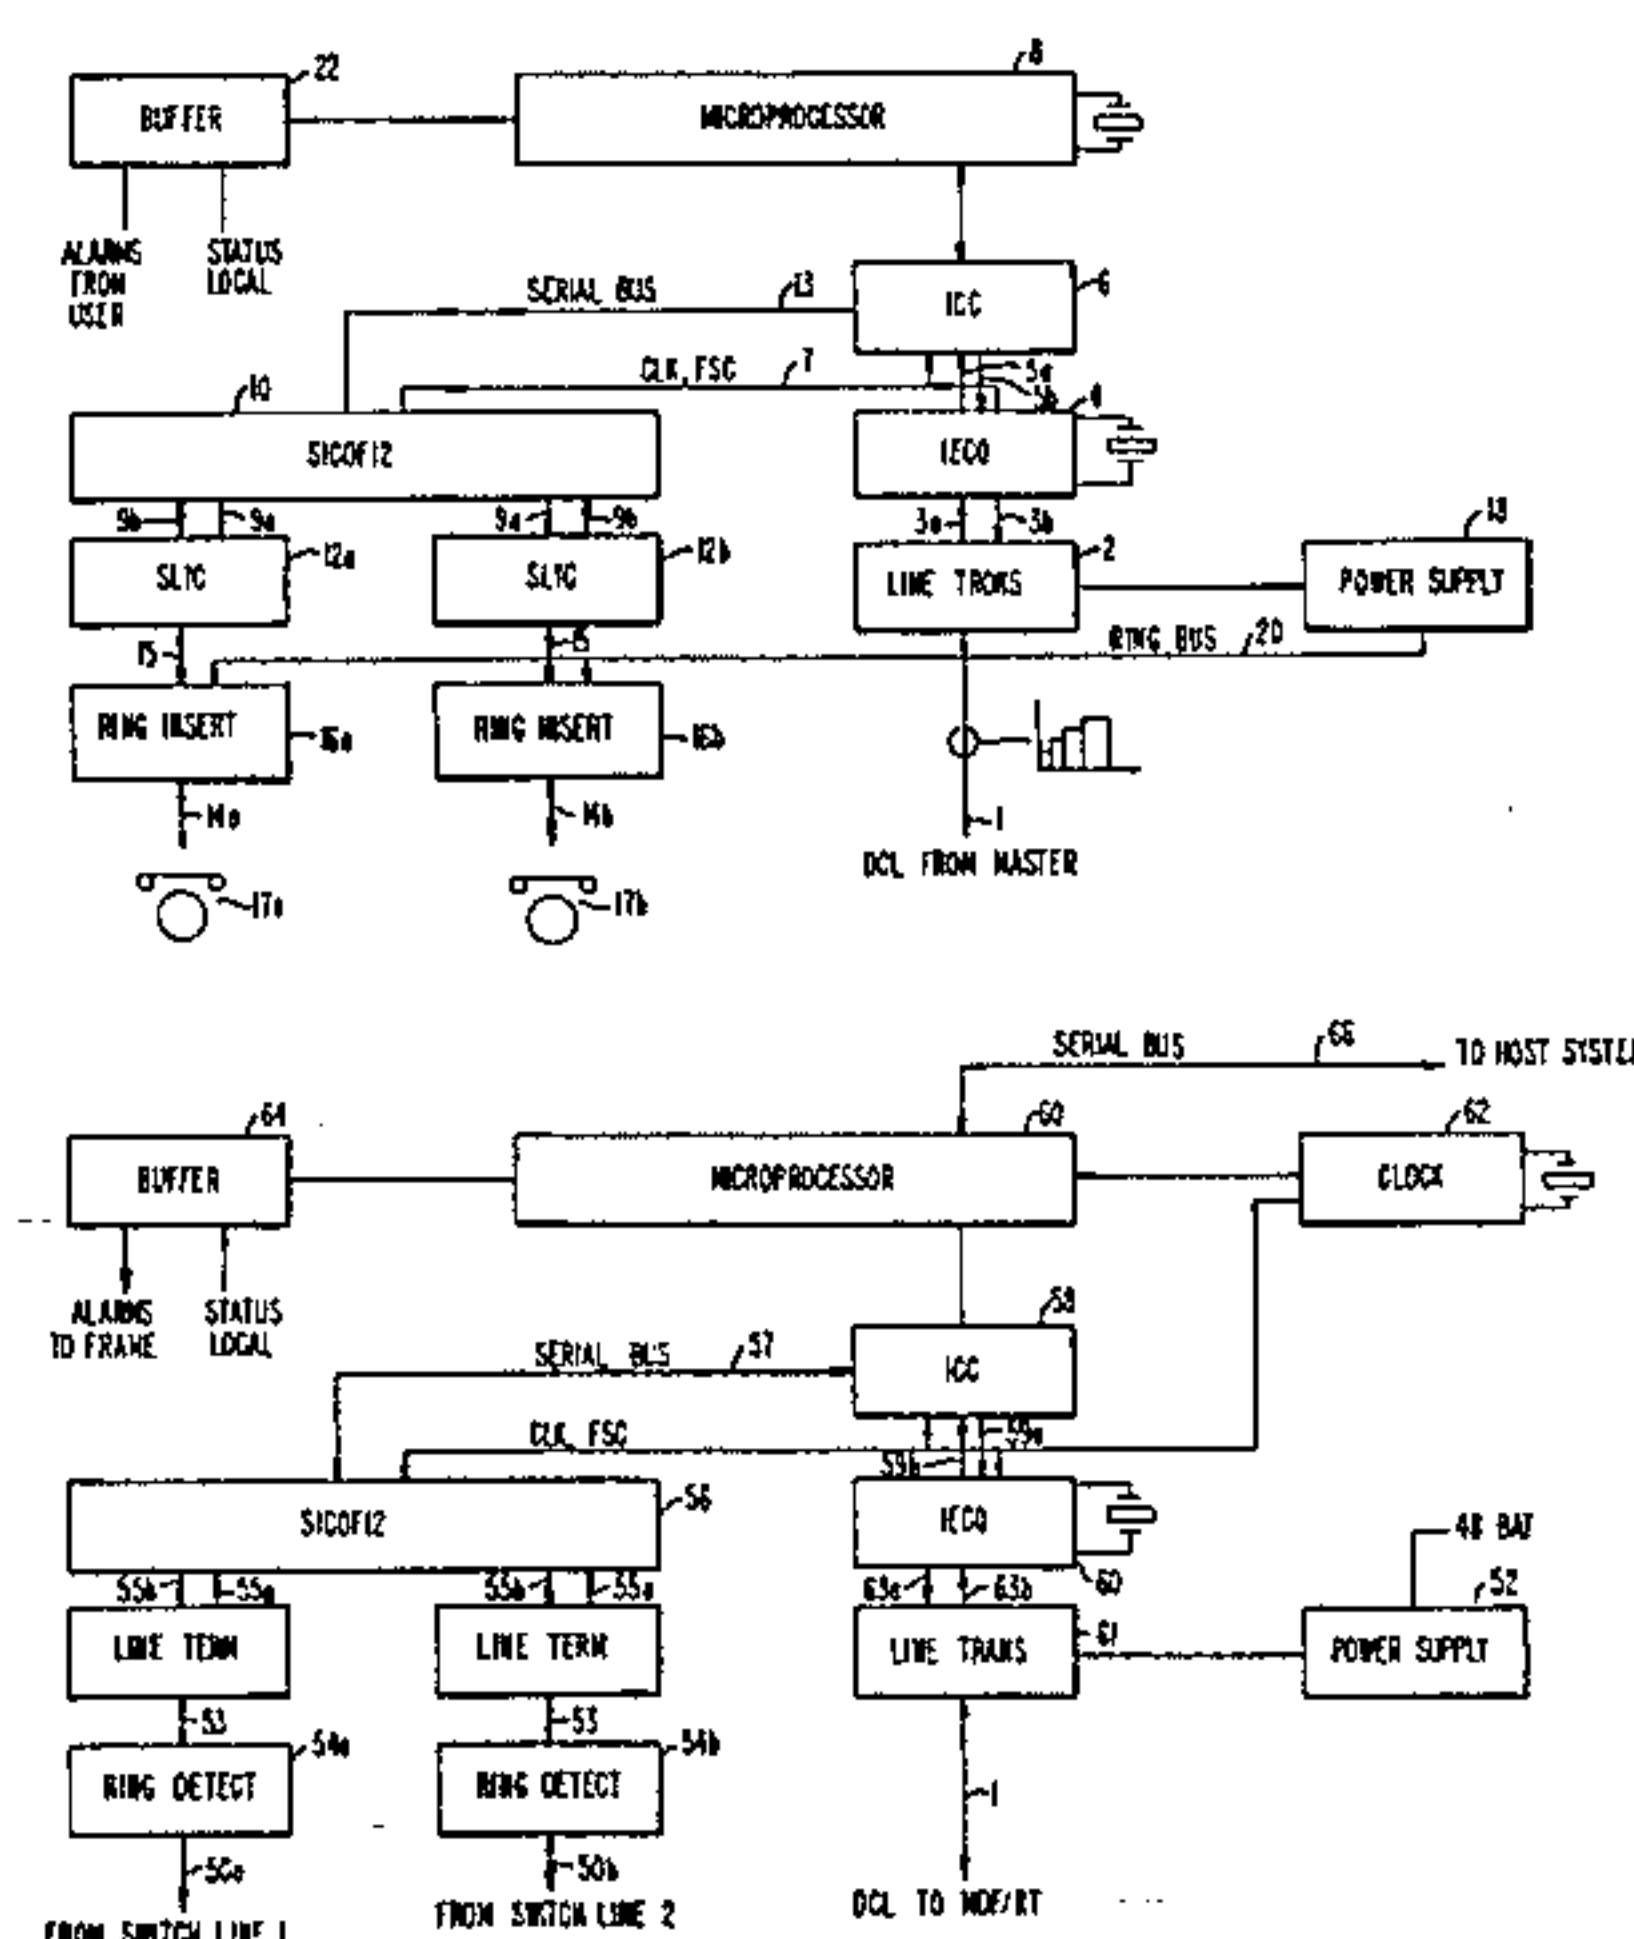 22
8
BUFFER
MICROPROCESSOR
ALARMS
FROM
USER
STATUS
LOCAL
SERIAL BUS
13
6
CLK, FSC
7
5a
5b
10
4
SICOFI2
IECQ
9b
9a
9a
9b
3a
3b
18
12a
12b
2
SLIC
SLIC
LINE TRANS
POWER SUPPLY
15
15
RING BUS
20
RING INSERT
16a
RING INSERT
16b
14a
14b
1
DCL FROM MASTER
17a
17b
SERIAL BUS
66
TO HOST SYSTEM
64
60
62
BUFFER
MICROPROCESSOR
CLOCK
ALARMS
TO FRAME
STATUS
LOCAL
58
SERIAL BUS
57
ICC
CLK, FSC
59a
59b
56
SICOFI2
IECQ
48 BAT
55b
55a
55b
55a
63a
63b
60
52
LINE TERM
LINE TERM
LINE TRANS
61
POWER SUPPLY
53
53
54a
54b
RING DETECT
RING DETECT
1
50a
50b
FROM SWITCH LINE 1
FROM SWITCH LINE 2
DCL TO MDF/RT